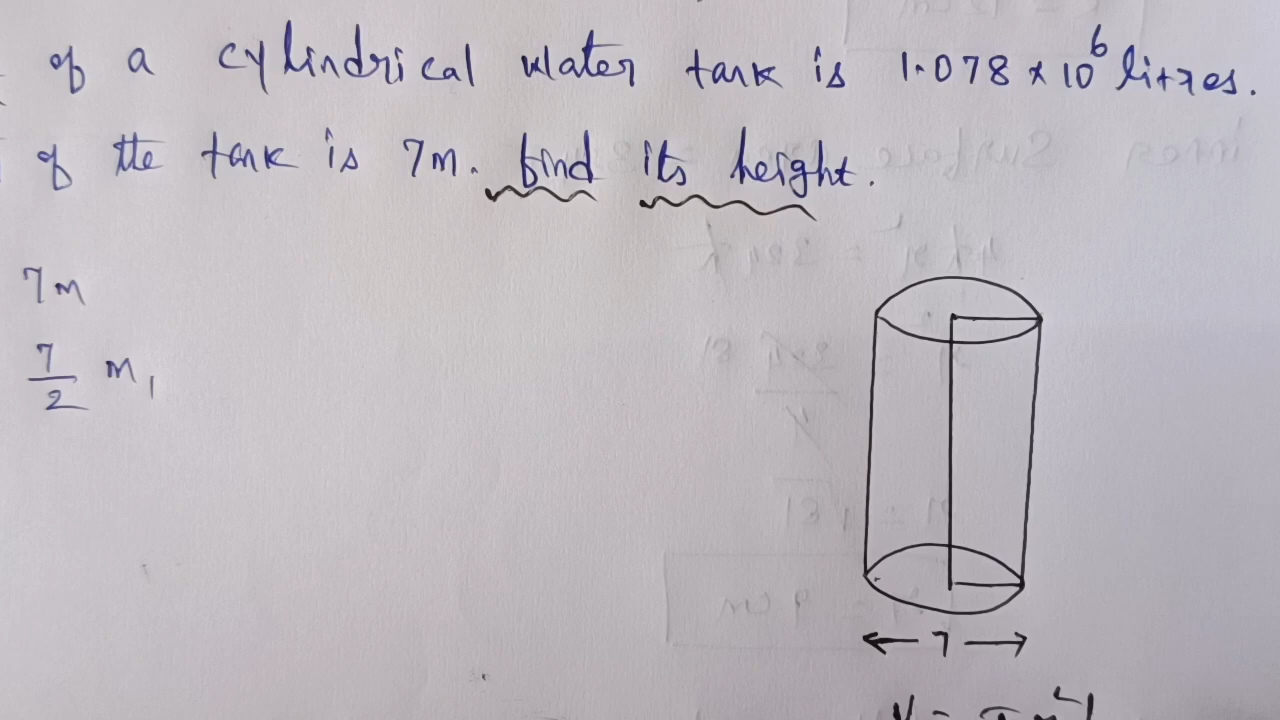 of a cylindrical water tank is 1.078 × 10⁶ litres.
of the tank is 7m. find its height.
7m
7/2 m,
7
V = πr²h